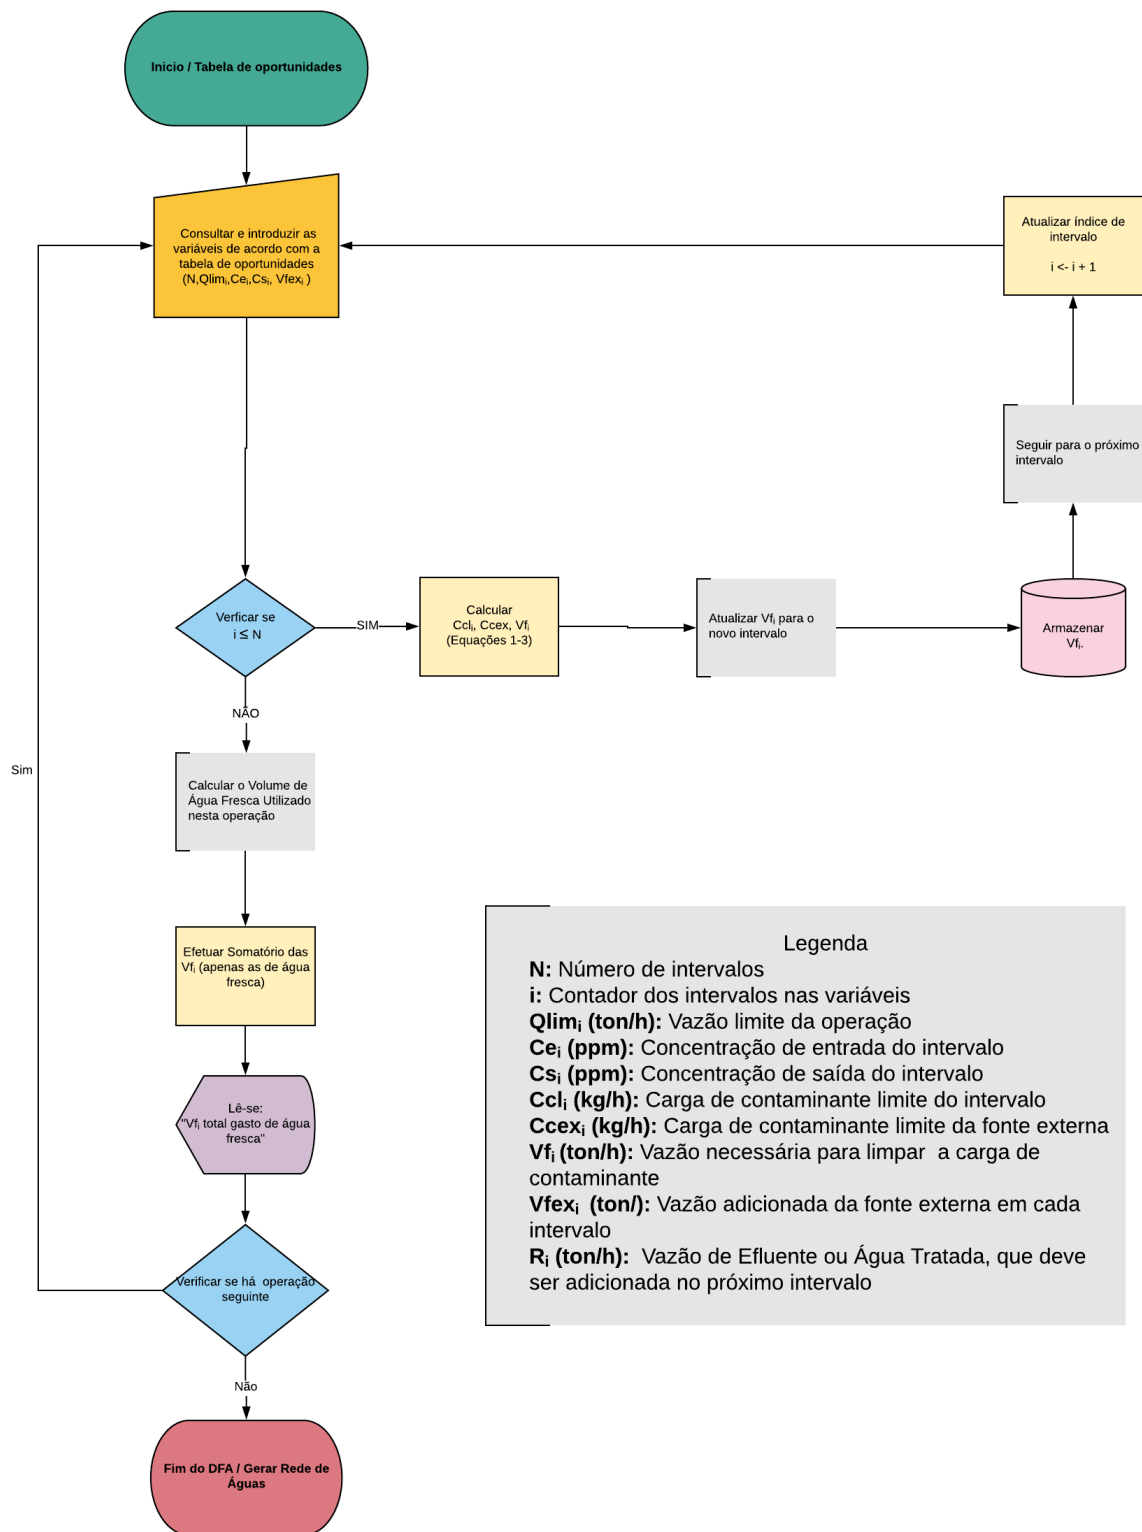 Inicio / Tabela de oportunidades
Consultar e introduzir as
variáveis de acordo com a
tabela de oportunidades
(N,Qlimᵢ,Ceᵢ,Csᵢ, Vfexᵢ )
Atualizar índice de
intervalo
i <- i + 1
Seguir para o próximo
intervalo
Verficar se
i ≤ N
SIM
Calcular
Cclᵢ, Ccex, Vfᵢ
(Equações 1-3)
Atualizar Vfᵢ para o
novo intervalo
Armazenar
Vfᵢ.
NÃO
Sim
Calcular o Volume de
Água Fresca Utilizado
nesta operação
Efetuar Somatório das
Vfᵢ (apenas as de água
fresca)
Lê-se:
"Vfᵢ total gasto de água
fresca"
Verificar se há operação
seguinte
Não
Fim do DFA / Gerar Rede de
Águas
Legenda
N: Número de intervalos
i: Contador dos intervalos nas variáveis
Qlimᵢ (ton/h): Vazão limite da operação
Ceᵢ (ppm): Concentração de entrada do intervalo
Csᵢ (ppm): Concentração de saída do intervalo
Cclᵢ (kg/h): Carga de contaminante limite do intervalo
Ccexᵢ (kg/h): Carga de contaminante limite da fonte externa
Vfᵢ (ton/h): Vazão necessária para limpar a carga de
contaminante
Vfexᵢ (ton/): Vazão adicionada da fonte externa em cada
intervalo
Rᵢ (ton/h): Vazão de Efluente ou Água Tratada, que deve
ser adicionada no próximo intervalo